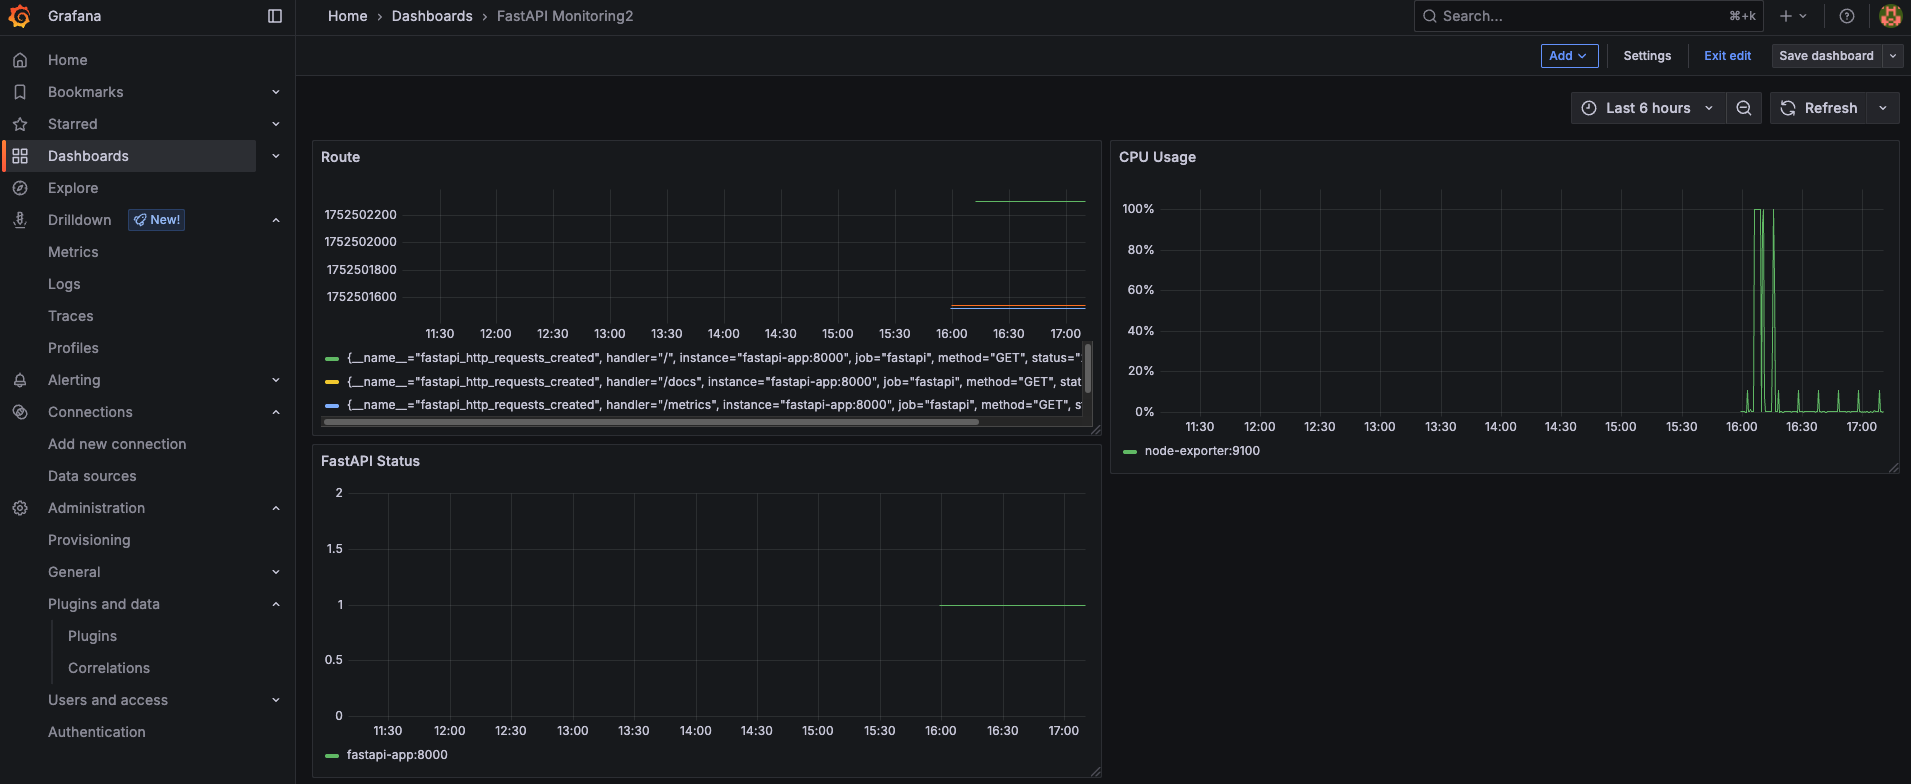 Grafana
Home › Dashboards › FastAPI Monitoring2
Search...
⌘+k
Add
Settings
Exit edit
Save dashboard
Last 6 hours
Refresh
Home
Bookmarks
Starred
Dashboards
Explore
Drilldown
New!
Metrics
Logs
Traces
Profiles
Alerting
Connections
Add new connection
Data sources
Administration
Provisioning
General
Plugins and data
Plugins
Correlations
Users and access
Authentication
Route
1752502200
1752502000
1752501800
1752501600
11:30 12:00 12:30 13:00 13:30 14:00 14:30 15:00 15:30 16:00 16:30 17:00
{__name__="fastapi_http_requests_created", handler="/", instance="fastapi-app:8000", job="fastapi", method="GET", status="
{__name__="fastapi_http_requests_created", handler="/docs", instance="fastapi-app:8000", job="fastapi", method="GET", stat
{__name__="fastapi_http_requests_created", handler="/metrics", instance="fastapi-app:8000", job="fastapi", method="GET", s
CPU Usage
100%
80%
60%
40%
20%
0%
11:30 12:00 12:30 13:00 13:30 14:00 14:30 15:00 15:30 16:00 16:30 17:00
node-exporter:9100
FastAPI Status
2
1.5
1
0.5
0
11:30 12:00 12:30 13:00 13:30 14:00 14:30 15:00 15:30 16:00 16:30 17:00
fastapi-app:8000